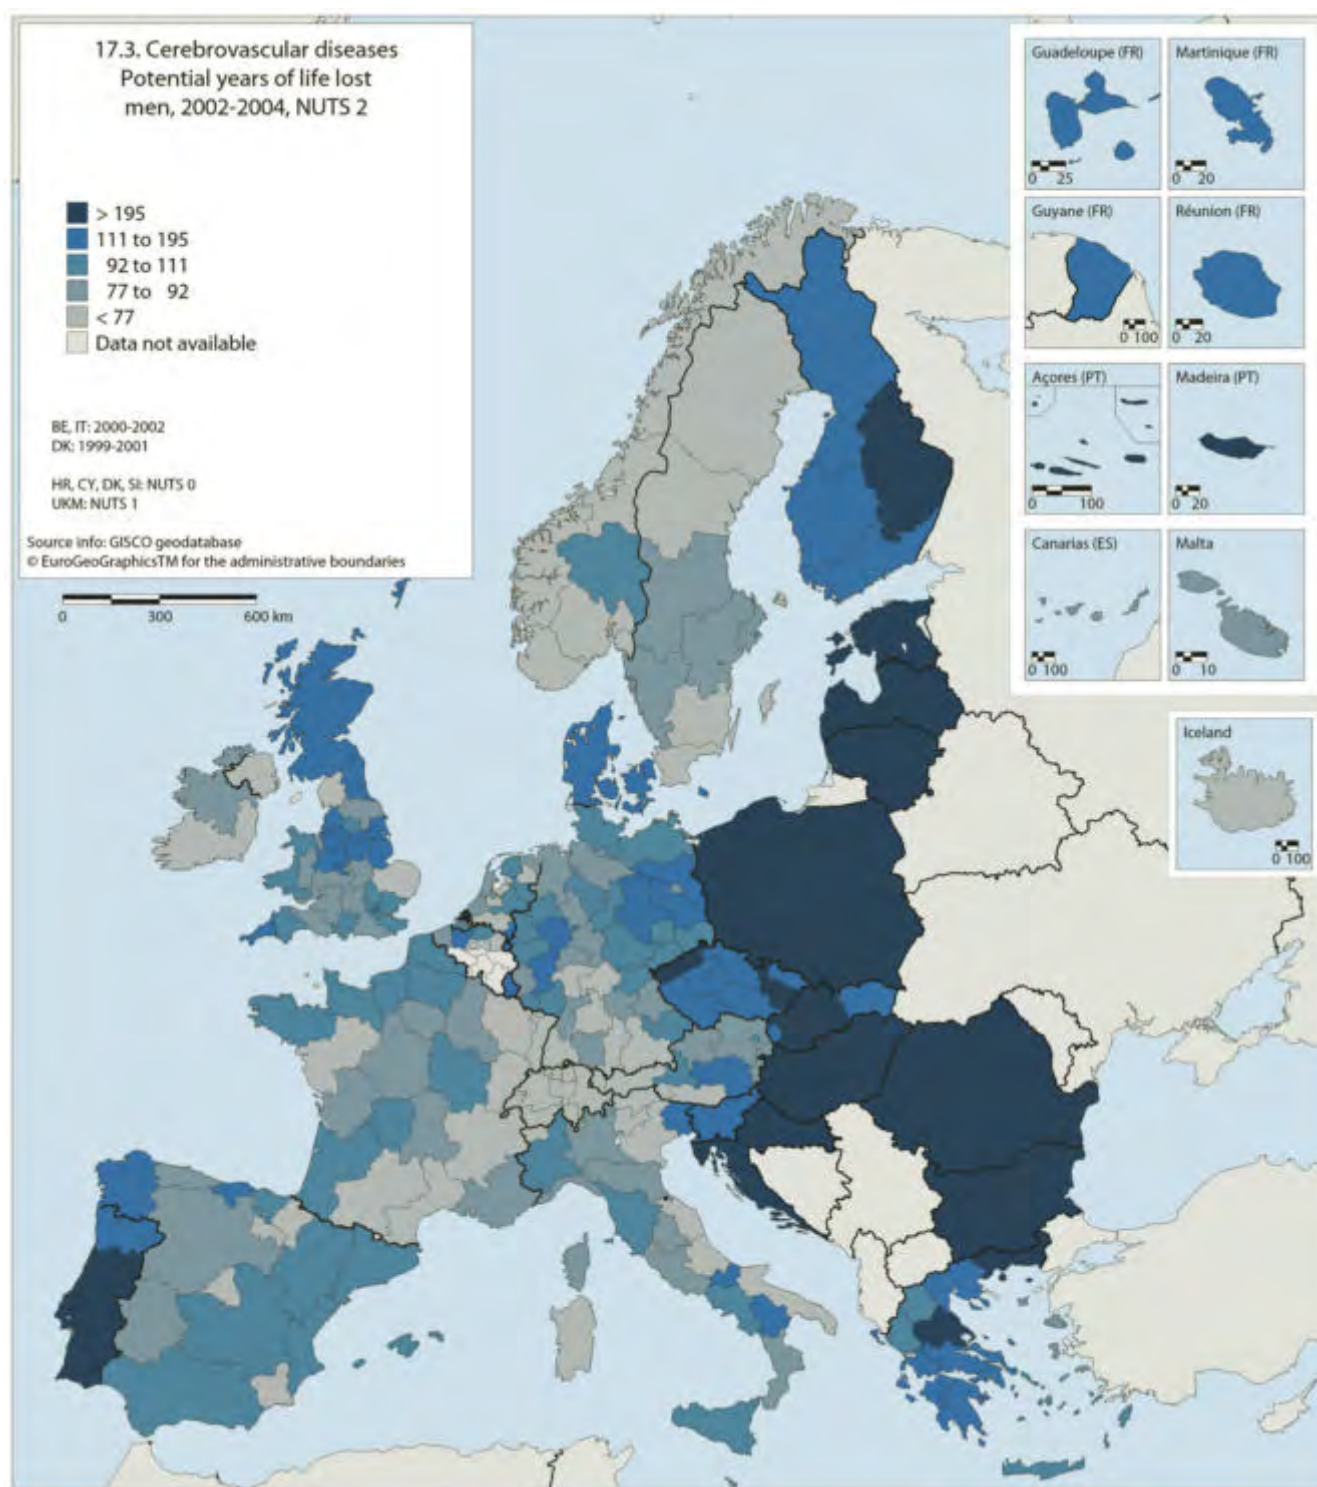 17.3. Cerebrovascular diseases
Potential years of life lost
men, 2002-2004, NUTS 2
> 195
111 to 195
92 to 111
77 to 92
< 77
Data not available
BE, IT: 2000-2002
DK: 1999-2001
HR, CY, DK, SI: NUTS 0
UKM: NUTS 1
Source info: GISCO geodatabase
© EuroGeoGraphicsTM for the administrative boundaries
0 300 600 km
Guadeloupe (FR)
0 25
Martinique (FR)
0 20
Guyane (FR)
0 100
Réunion (FR)
0 20
Açores (PT)
0 100
Madeira (PT)
0 20
Canarias (ES)
0 100
Malta
0 10
Iceland
0 100